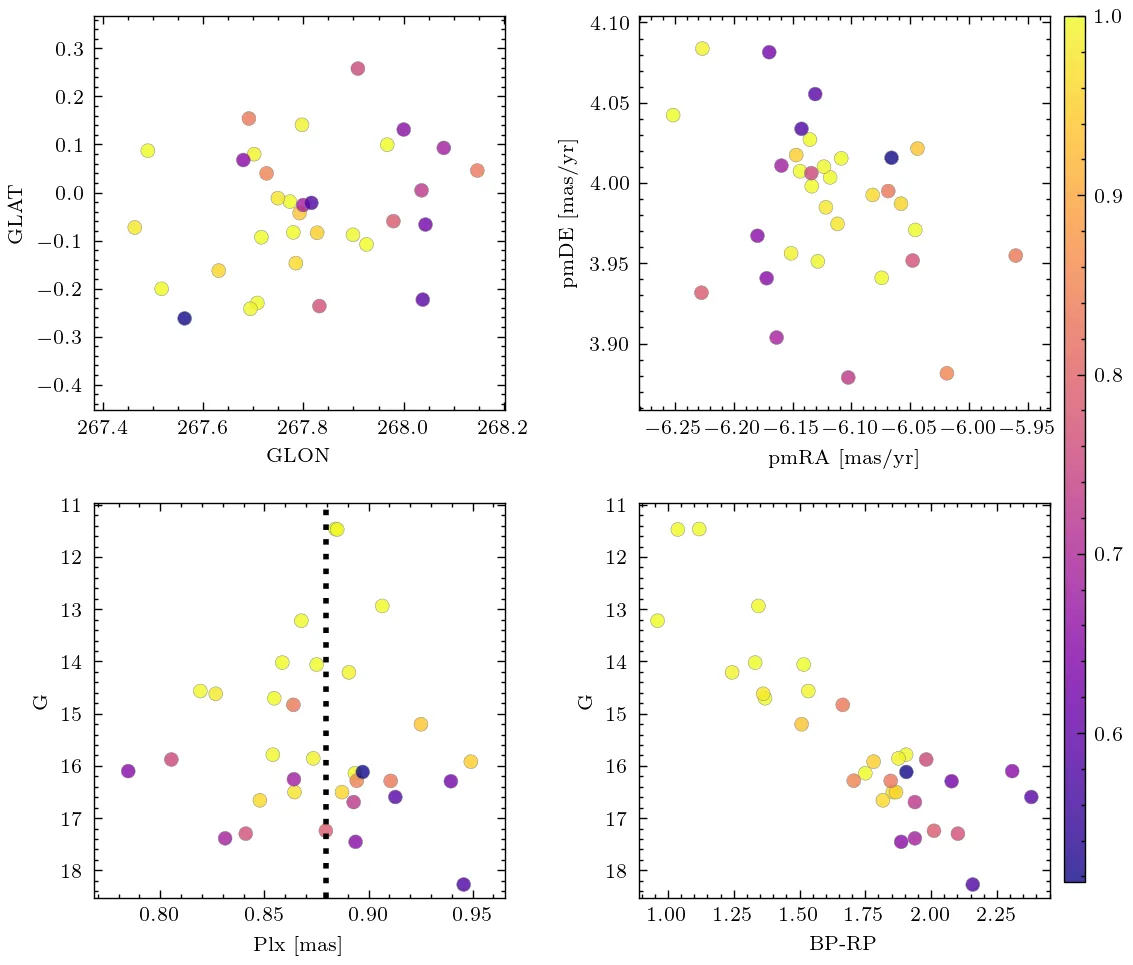 0.3
0.2
0.1
0.0
−0.1
−0.2
−0.3
−0.4
GLAT
267.4 267.6 267.8 268.0 268.2
GLON
4.10
4.05
4.00
3.95
3.90
pmDE [mas/yr]
−6.25 −6.20 −6.15 −6.10 −6.05 −6.00 −5.95
pmRA [mas/yr]
1.0
0.9
0.8
0.7
0.6
11
12
13
14
15
16
17
18
G
0.80 0.85 0.90 0.95
Plx [mas]
11
12
13
14
15
16
17
18
G
1.00 1.25 1.50 1.75 2.00 2.25
BP-RP